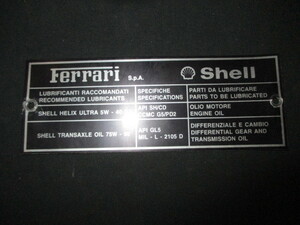 Ferrari S.p.A. Shell
LUBRIFICANTI RACCOMANDATI
RECOMMENDED LUBRICANTS
SPECIFICHE
SPECIFICATIONS
PARTI DA LUBRIFICARE
PARTS TO BE LUBRICATED
SHELL HELIX ULTRA 5W - 40
API SH/CD
CCMC G5/PD2
OLIO MOTORE
ENGINE OIL
SHELL TRANSAXLE OIL 75W -
API GL5
MIL - L - 2105 D
DIFFERENZIALE E CAMBIO
DIFFERENTIAL GEAR AND
TRANSMISSION OIL